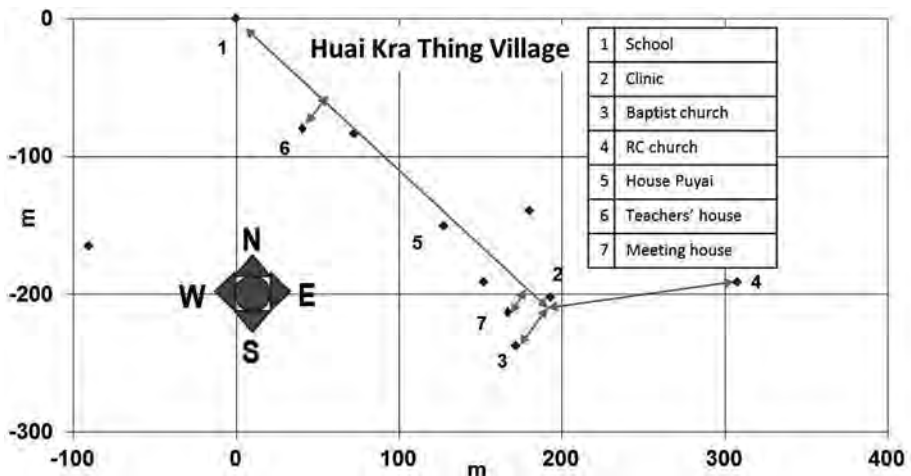 Huai Kra Thing Village
1 School
2 Clinic
3 Baptist church
4 RC church
5 House Puyai
6 Teachers’ house
7 Meeting house
0
-100
-200
-300
m
1
6
5
2
7
3
4
N
W E
S
-100 0 100 200 300 400
m